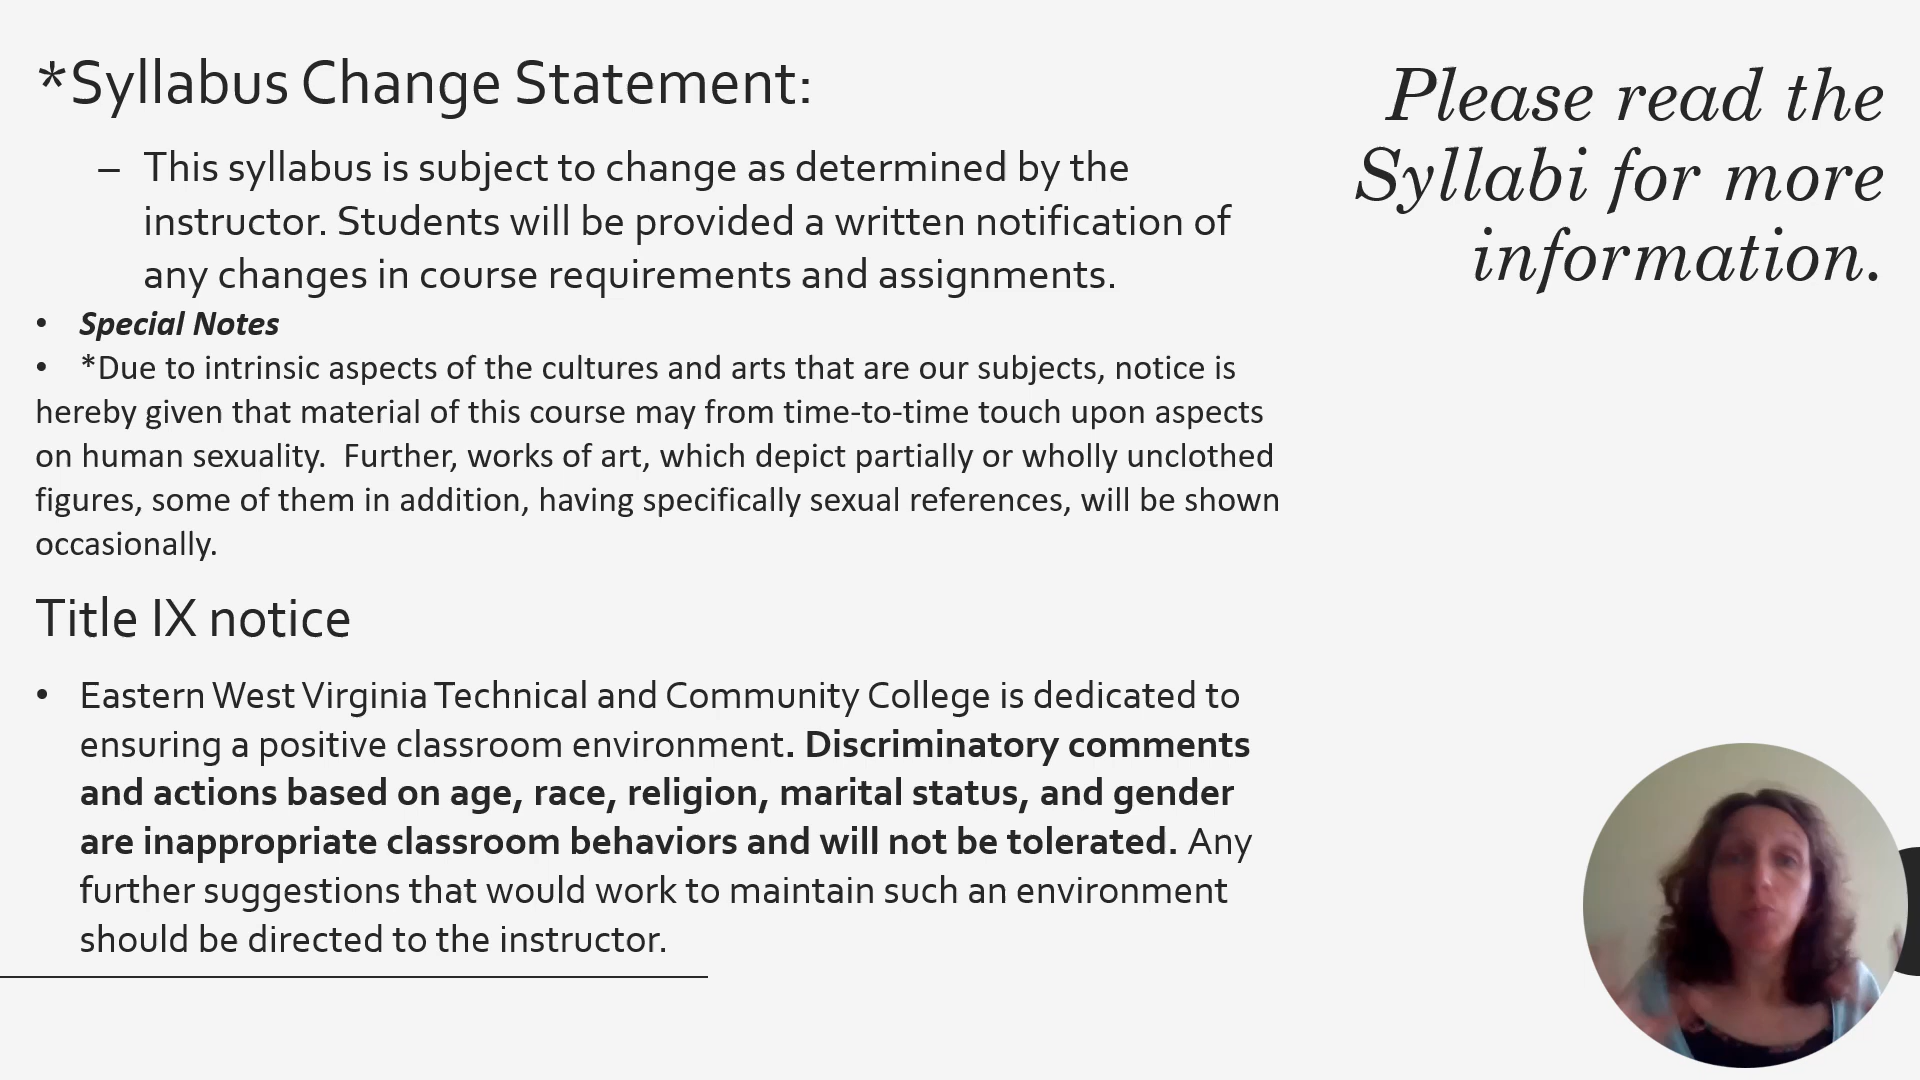 *Syllabus Change Statement:
– This syllabus is subject to change as determined by the
instructor. Students will be provided a written notification of
any changes in course requirements and assignments.
• Special Notes
• *Due to intrinsic aspects of the cultures and arts that are our subjects, notice is
hereby given that material of this course may from time-to-time touch upon aspects
on human sexuality.  Further, works of art, which depict partially or wholly unclothed
figures, some of them in addition, having specifically sexual references, will be shown
occasionally.
Title IX notice
• Eastern West Virginia Technical and Community College is dedicated to
ensuring a positive classroom environment. Discriminatory comments
and actions based on age, race, religion, marital status, and gender
are inappropriate classroom behaviors and will not be tolerated. Any
further suggestions that would work to maintain such an environment
should be directed to the instructor.
Please read the
Syllabi for more
information.